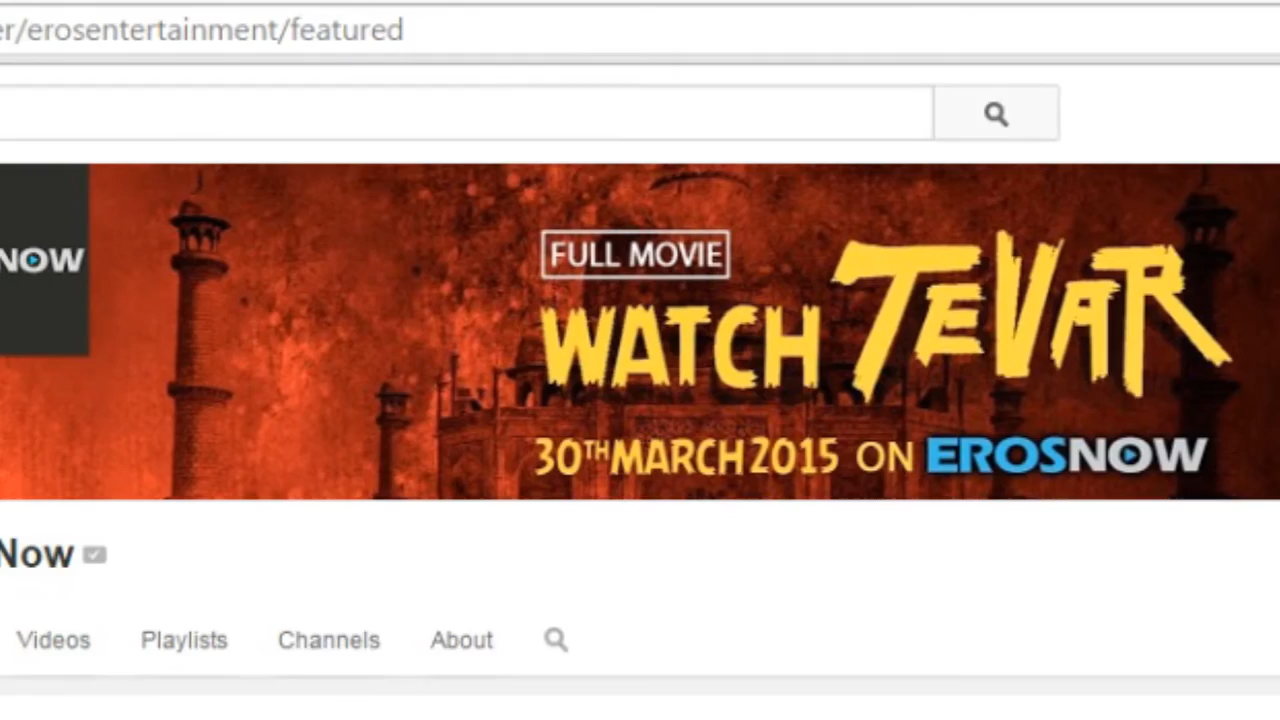 er/erosentertainment/featured
NOW
FULL MOVIE
WATCH TEVAR
30TH MARCH 2015 ON EROSNOW
Now
Videos Playlists Channels About